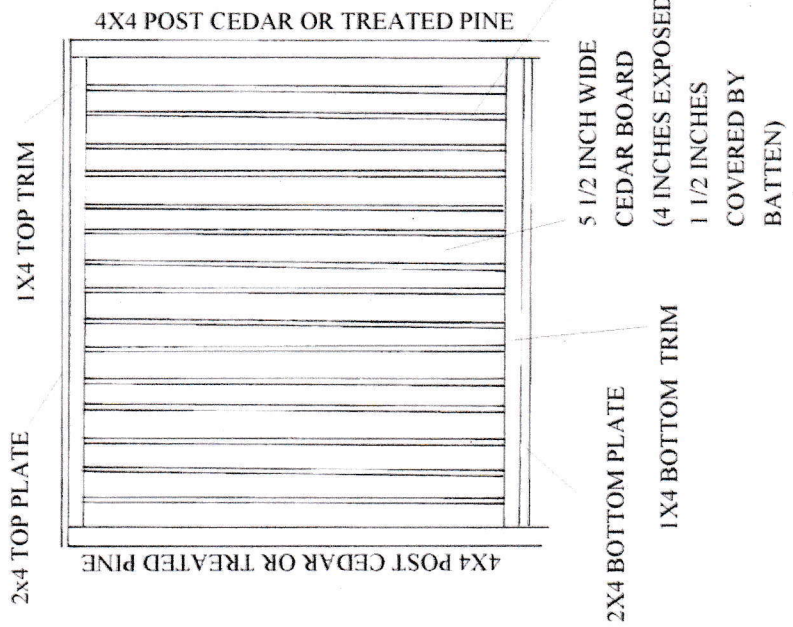 4X4 POST CEDAR OR TREATED PINE
2x4 TOP PLATE
1X4 TOP TRIM
4X4 POST CEDAR OR TREATED PINE
2X4 BOTTOM PLATE
1X4 BOTTOM TRIM
5 1/2 INCH WIDE
CEDAR BOARD
(4 INCHES EXPOSED
1 1/2 INCHES
COVERED BY
BATTEN)